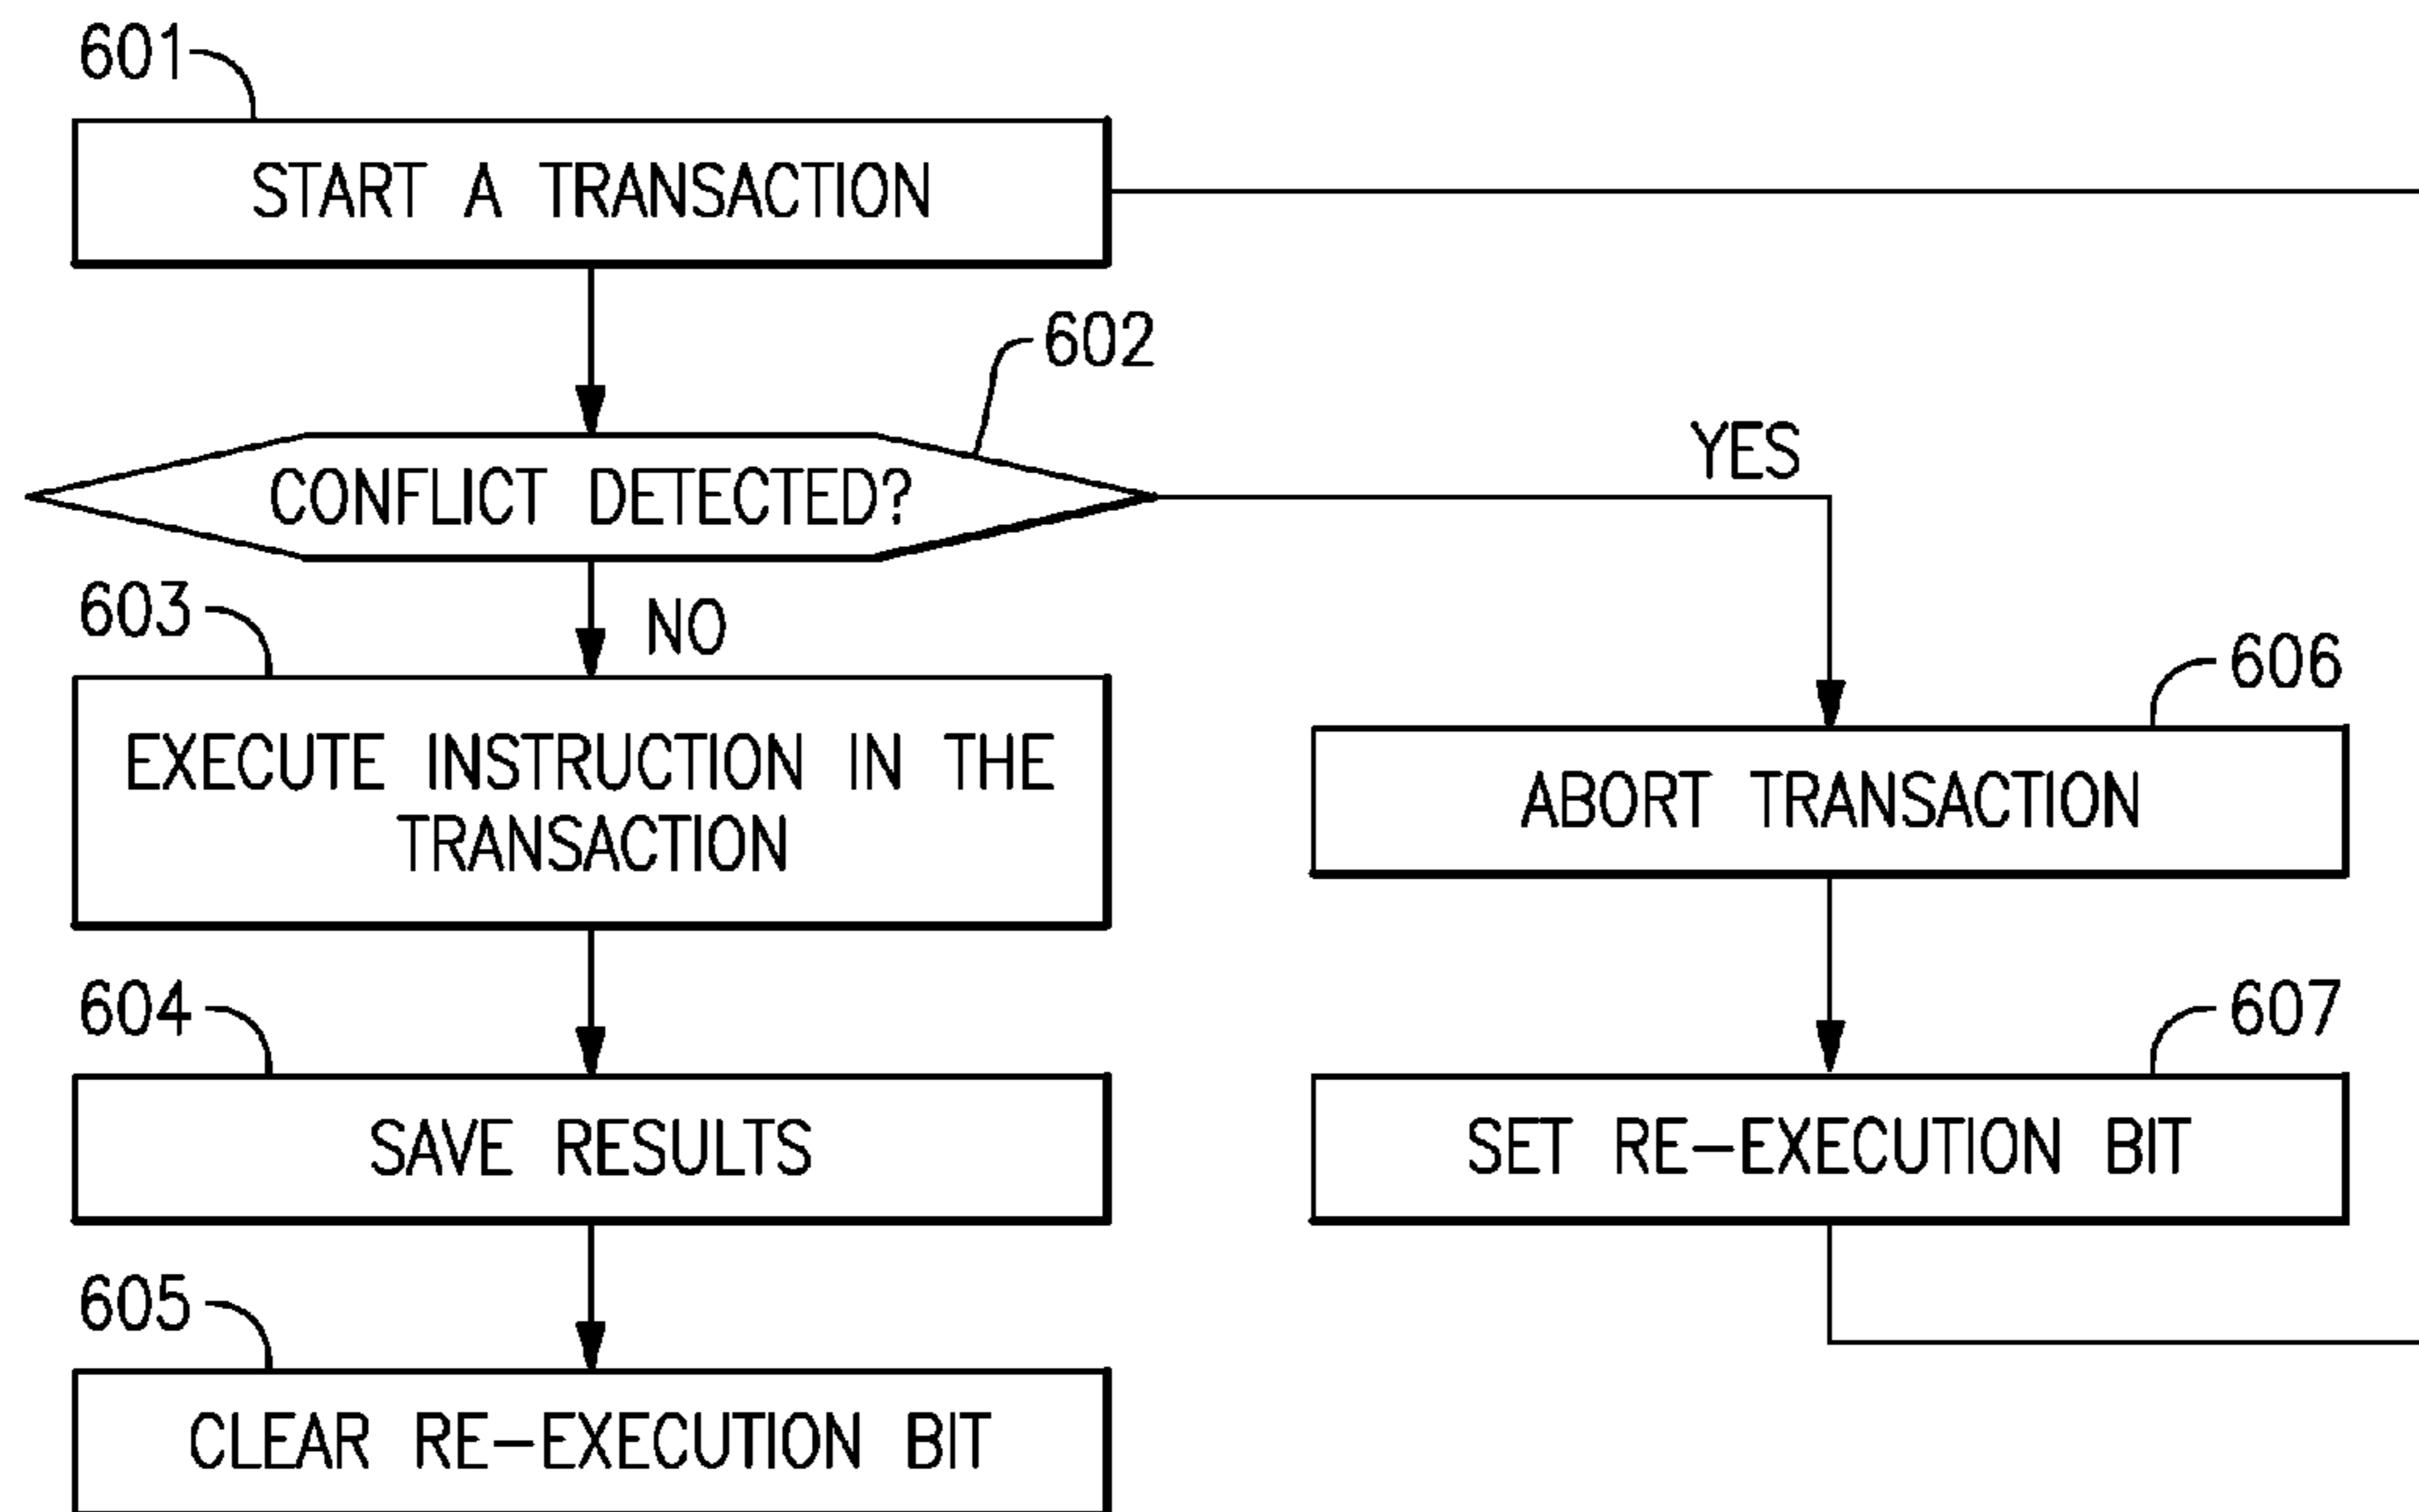 601
START A TRANSACTION
602
CONFLICT DETECTED?
YES
NO
603
EXECUTE INSTRUCTION IN THE
TRANSACTION
606
ABORT TRANSACTION
604
SAVE RESULTS
607
SET RE-EXECUTION BIT
605
CLEAR RE-EXECUTION BIT